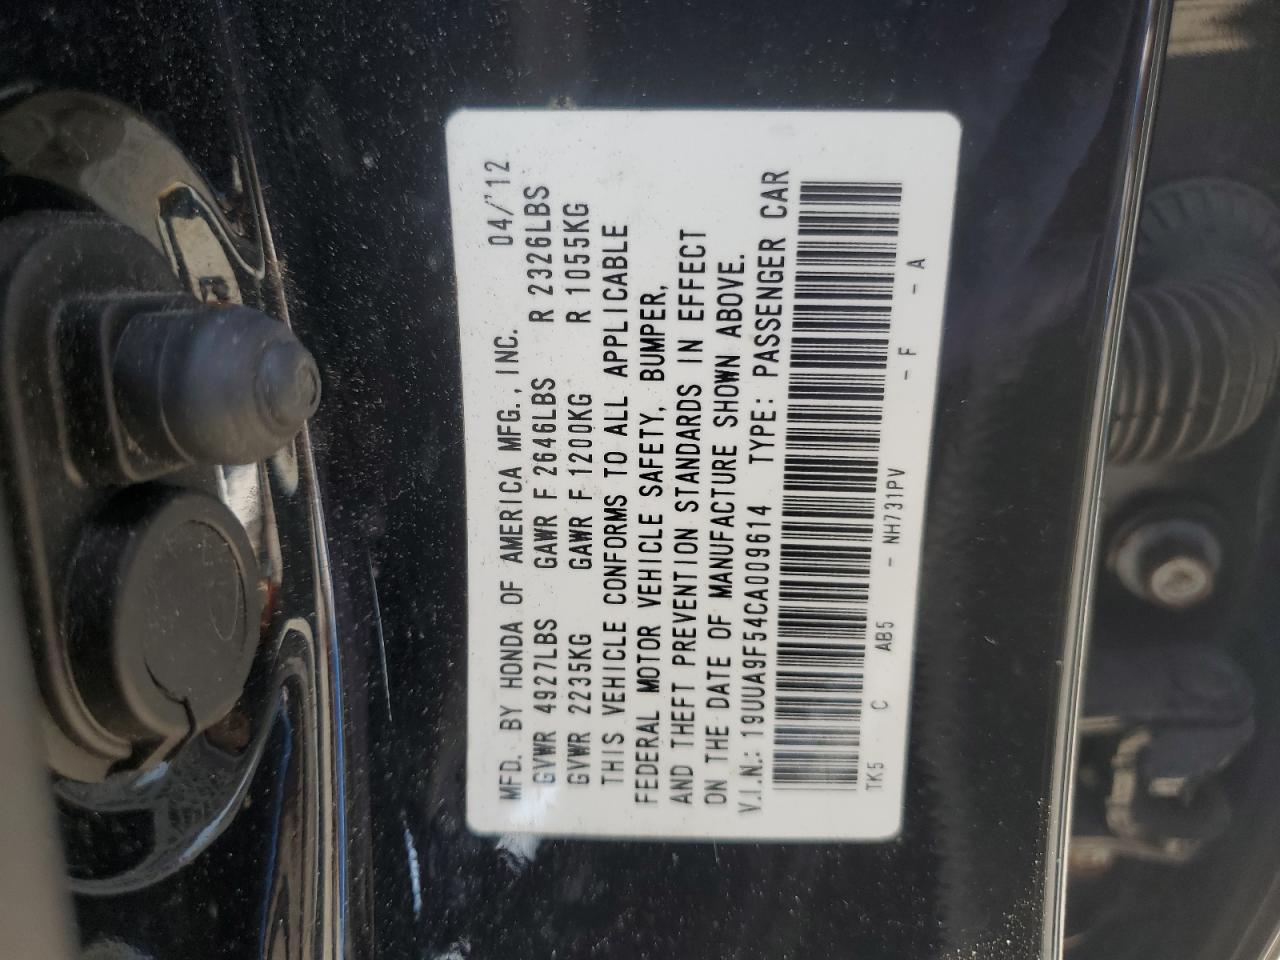 MFD. BY HONDA OF AMERICA MFG., INC. 04/'12
GVWR 4927LBS GAWR F 2646LBS R 2326LBS
GVWR 2235KG GAWR F 1200KG R 1055KG
THIS VEHICLE CONFORMS TO ALL APPLICABLE
FEDERAL MOTOR VEHICLE SAFETY, BUMPER,
AND THEFT PREVENTION STANDARDS IN EFFECT
ON THE DATE OF MANUFACTURE SHOWN ABOVE.
V.I.N.: 19UUA9F54CA009614 TYPE: PASSENGER CAR
TK5 C AB5 - NH731PV - F - A